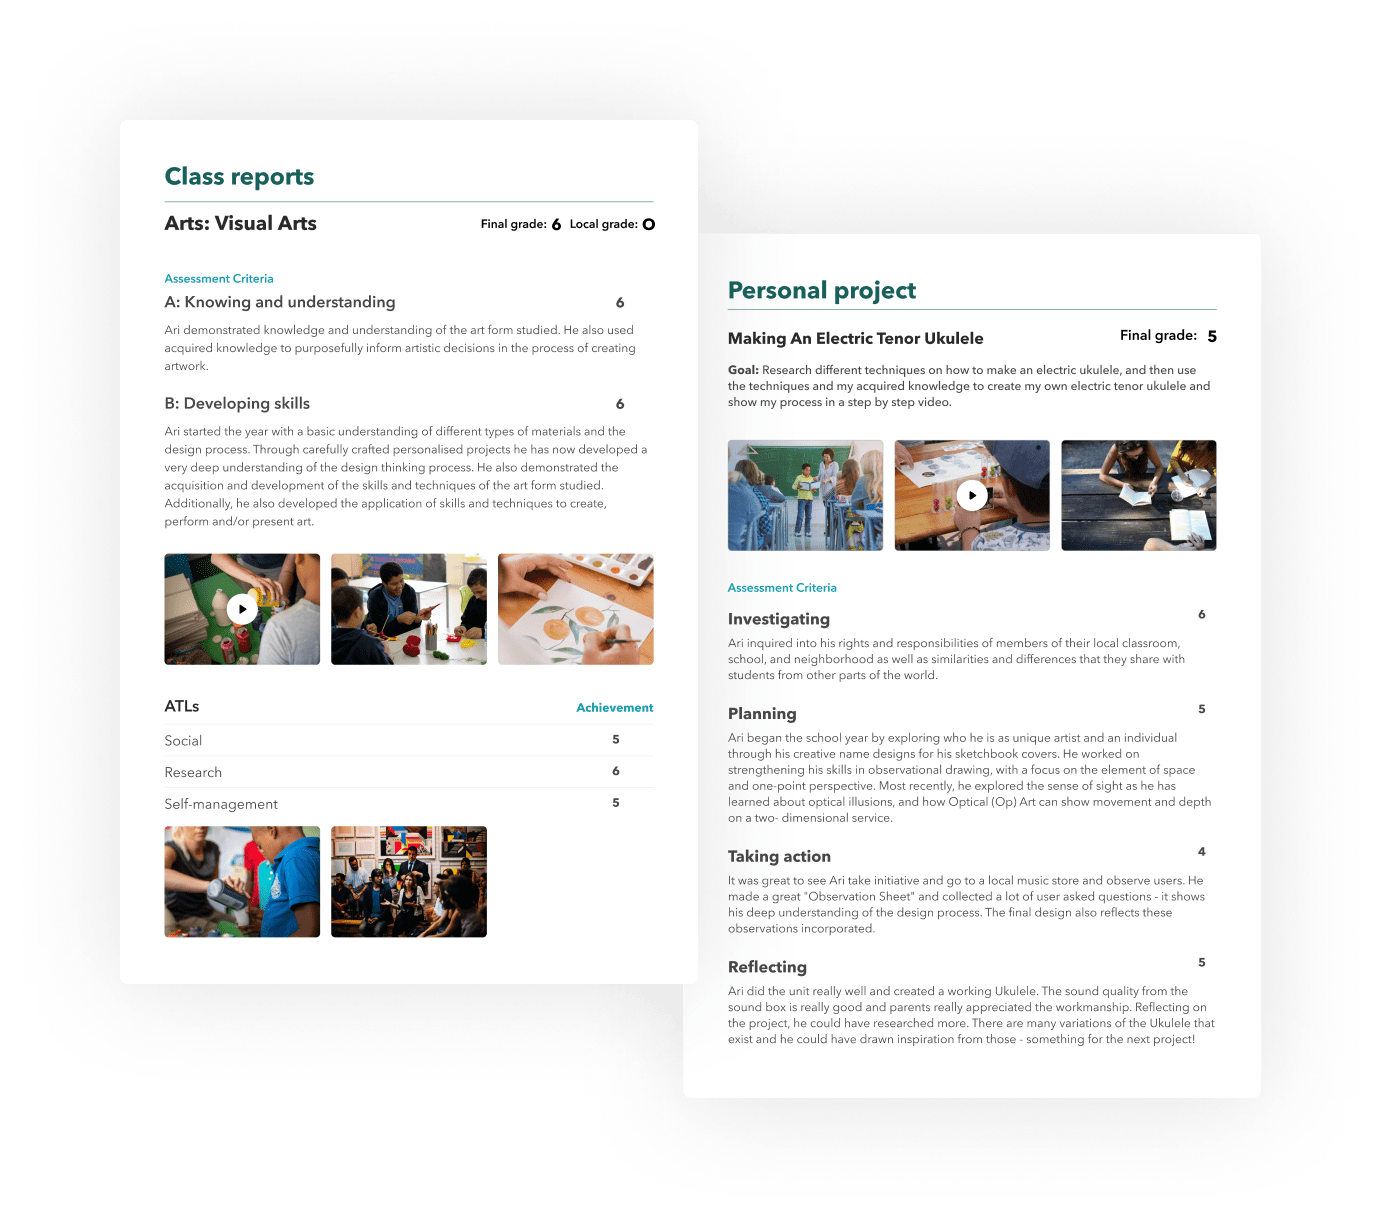 Class reports
Arts: Visual Arts
Final grade: 6 Local grade: O
Assessment Criteria
A: Knowing and understanding 6
Ari demonstrated knowledge and understanding of the art form studied. He also used
acquired knowledge to purposefully inform artistic decisions in the process of creating
artwork.
B: Developing skills 6
Ari started the year with a basic understanding of different types of materials and the
design process. Through carefully crafted personalised projects he has now developed a
very deep understanding of the design thinking process. He also demonstrated the
acquisition and development of the skills and techniques of the art form studied.
Additionally, he also developed the application of skills and techniques to create,
perform and/or present art.
ATLs Achievement
Social 5
Research 6
Self-management 5
Personal project
Making An Electric Tenor Ukulele Final grade: 5
Goal: Research different techniques on how to make an electric ukulele, and then use
the techniques and my acquired knowledge to create my own electric tenor ukulele and
show my process in a step by step video.
Assessment Criteria
Investigating 6
Ari inquired into his rights and responsibilities of members of their local classroom,
school, and neighborhood as well as similarities and differences that they share with
students from other parts of the world.
Planning 5
Ari began the school year by exploring who he is as unique artist and an individual
through his creative name designs for his sketchbook covers. He worked on
strengthening his skills in observational drawing, with a focus on the element of space
and one-point perspective. Most recently, he explored the sense of sight as he has
learned about optical illusions, and how Optical (Op) Art can show movement and depth
on a two- dimensional service.
Taking action 4
It was great to see Ari take initiative and go to a local music store and observe users. He
made a great "Observation Sheet" and collected a lot of user asked questions - it shows
his deep understanding of the design process. The final design also reflects these
observations incorporated.
Reflecting 5
Ari did the unit really well and created a working Ukulele. The sound quality from the
sound box is really good and parents really appreciated the workmanship. Reflecting on
the project, he could have researched more. There are many variations of the Ukulele that
exist and he could have drawn inspiration from those - something for the next project!